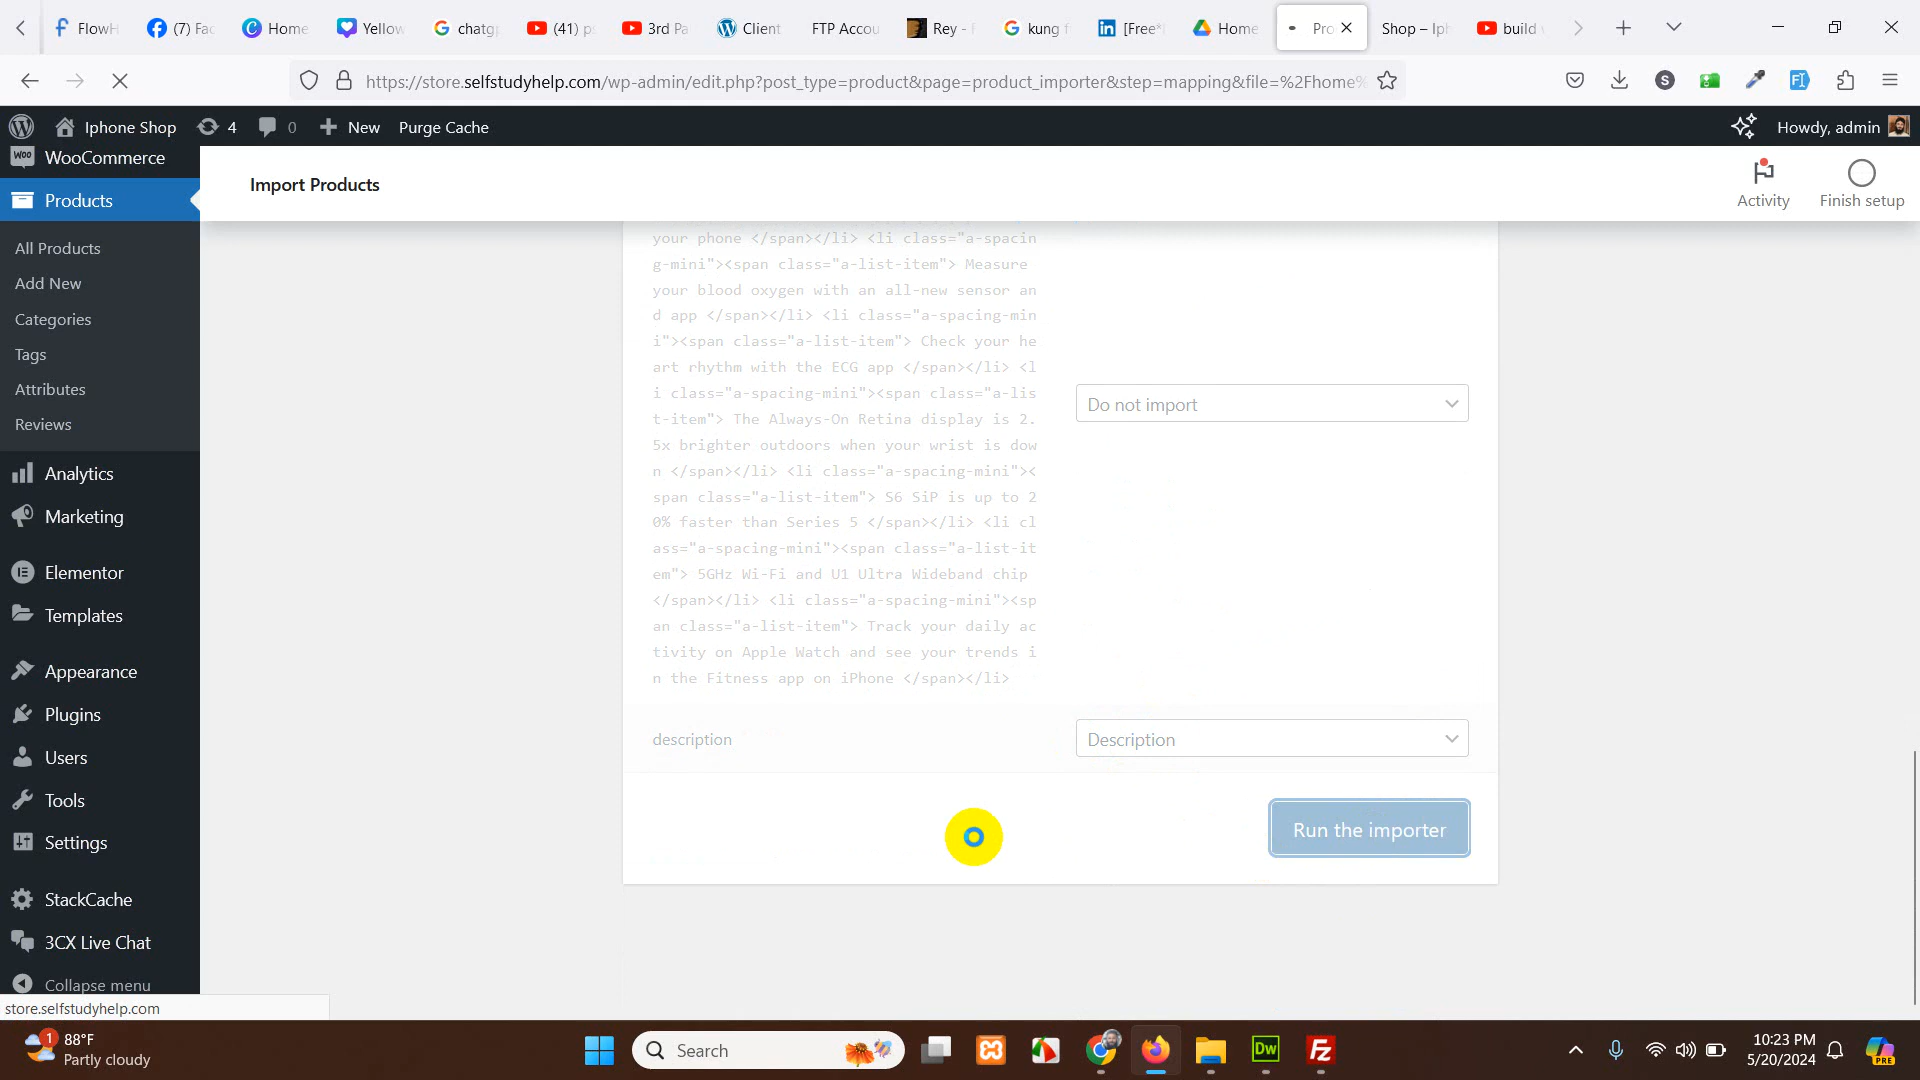 FlowH
(7) Fac
Home
Yellow
chatg
(41) p
3rd Pa
Client
FTP Accou
Rey -
kung f
[Free*
Home
Pro
Shop – Iph
build
https://store.selfstudyhelp.com/wp-admin/edit.php?post_type=product&page=product_importer&step=mapping&file=%2Fhome%
Iphone Shop
4
0
New
Purge Cache
Howdy, admin
WooCommerce
Products
All Products
Add New
Categories
Tags
Attributes
Reviews
Analytics
Marketing
Elementor
Templates
Appearance
Plugins
Users
Tools
Settings
StackCache
3CX Live Chat
Collapse menu
store.selfstudyhelp.com
Import Products
Activity
Finish setup
your phone </span></li> <li class="a-spacin
g-mini"><span class="a-list-item"> Measure
your blood oxygen with an all-new sensor an
d app </span></li> <li class="a-spacing-min
i"><span class="a-list-item"> Check your he
art rhythm with the ECG app </span></li> <l
i class="a-spacing-mini"><span class="a-lis
t-item"> The Always-On Retina display is 2.
5x brighter outdoors when your wrist is dow
n </span></li> <li class="a-spacing-mini"><
span class="a-list-item"> S6 SiP is up to 2
0% faster than Series 5 </span></li> <li cl
ass="a-spacing-mini"><span class="a-list-it
em"> 5GHz Wi-Fi and U1 Ultra Wideband chip
</span></li> <li class="a-spacing-mini"><sp
an class="a-list-item"> Track your daily ac
tivity on Apple Watch and see your trends i
n the Fitness app on iPhone </span></li>
Do not import
description
Description
Run the importer
1
88°F
Partly cloudy
Search
10:23 PM
5/20/2024